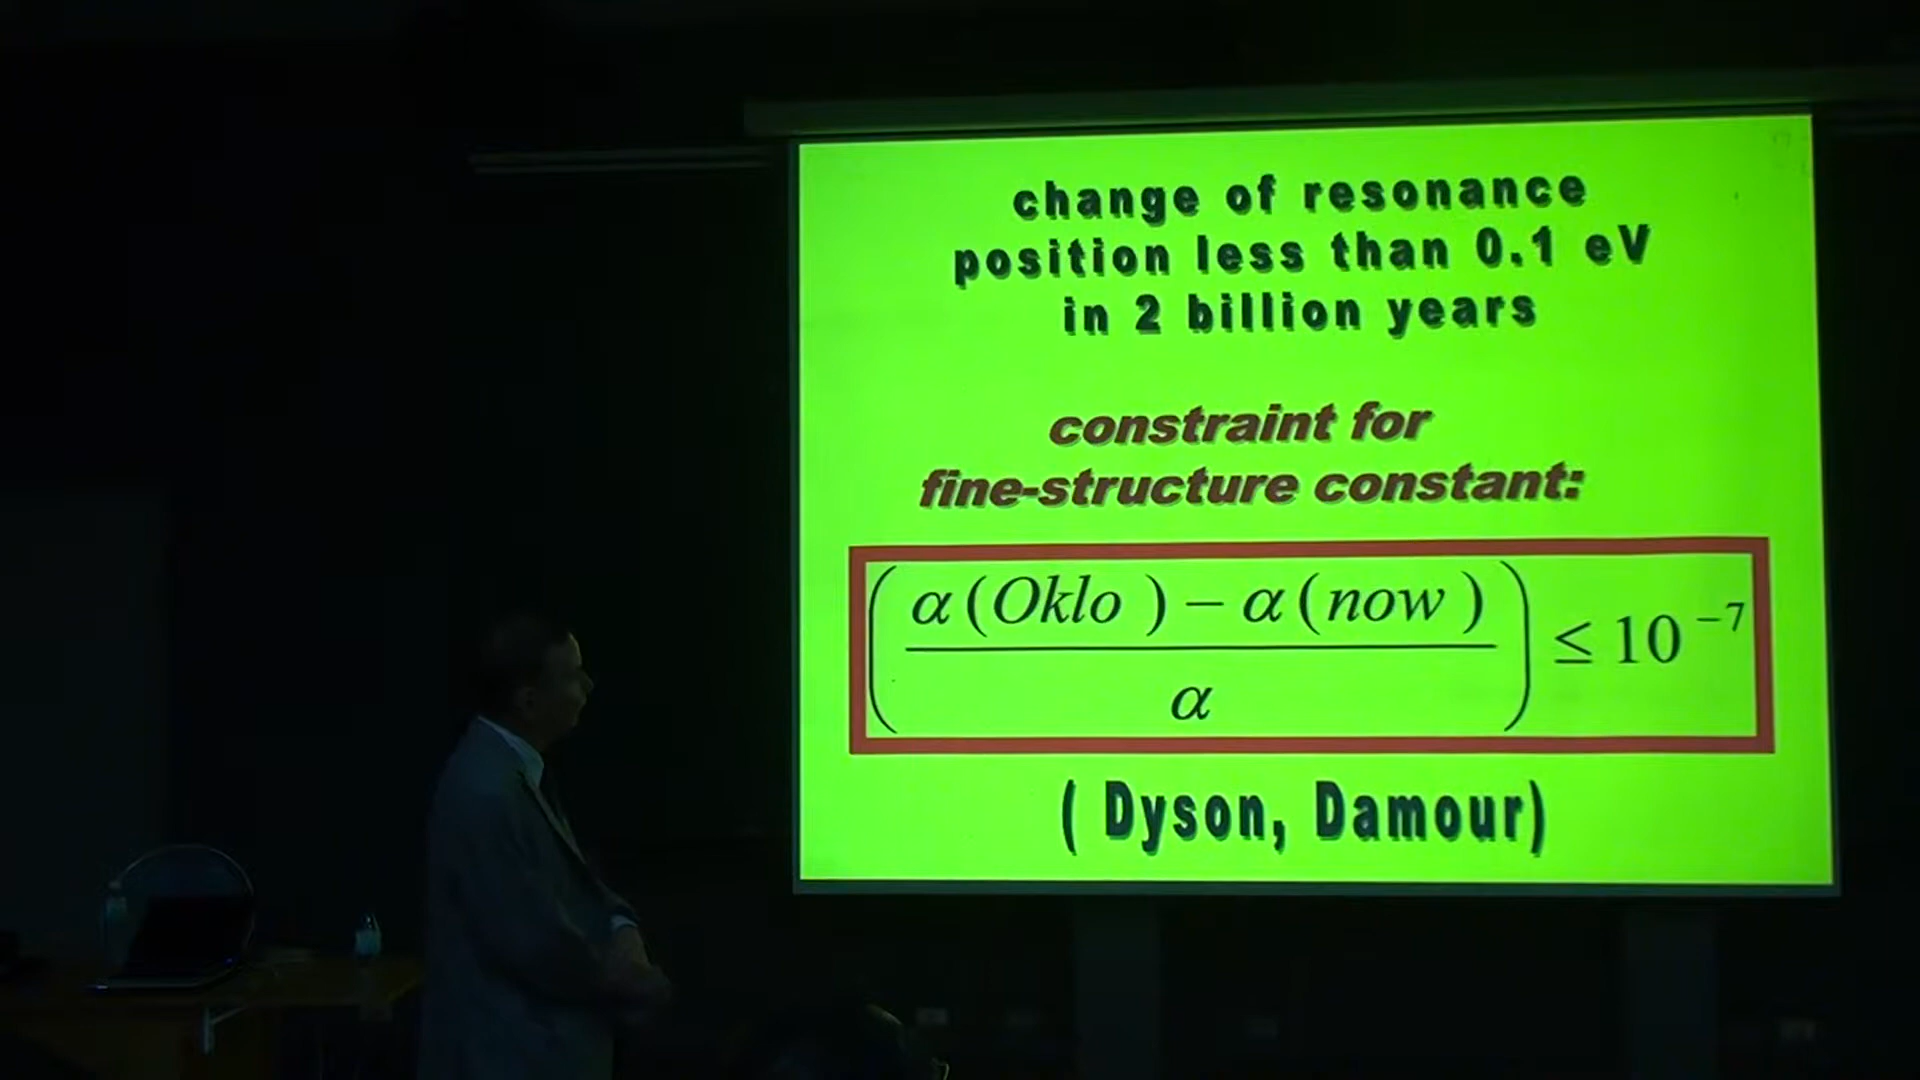 change of resonance
position less than 0.1 eV
in 2 billion years
constraint for
fine-structure constant:
(α(Oklo) − α(now) / α) ≤ 10⁻⁷
( Dyson, Damour)